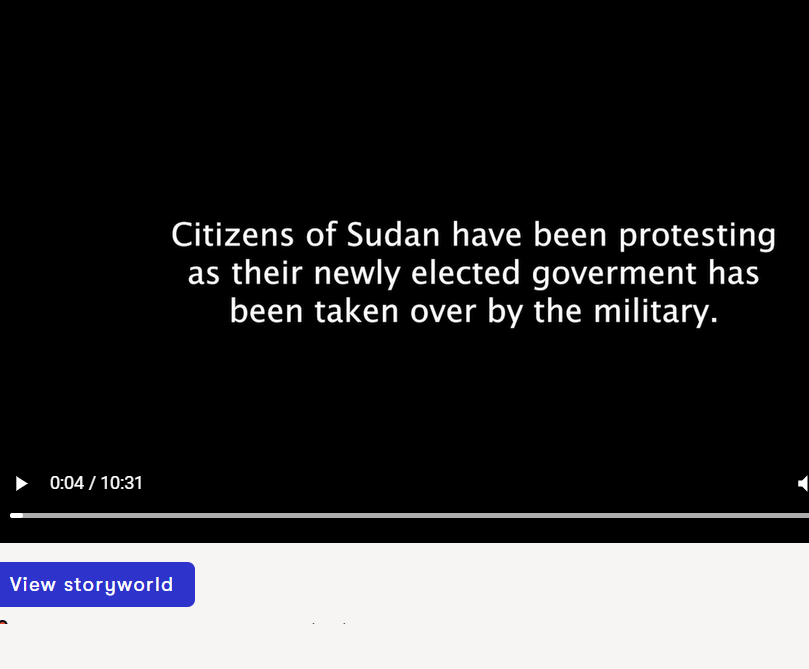 Citizens of Sudan have been protesting
as their newly elected goverment has
been taken over by the military.
0:04 / 10:31
View storyworld